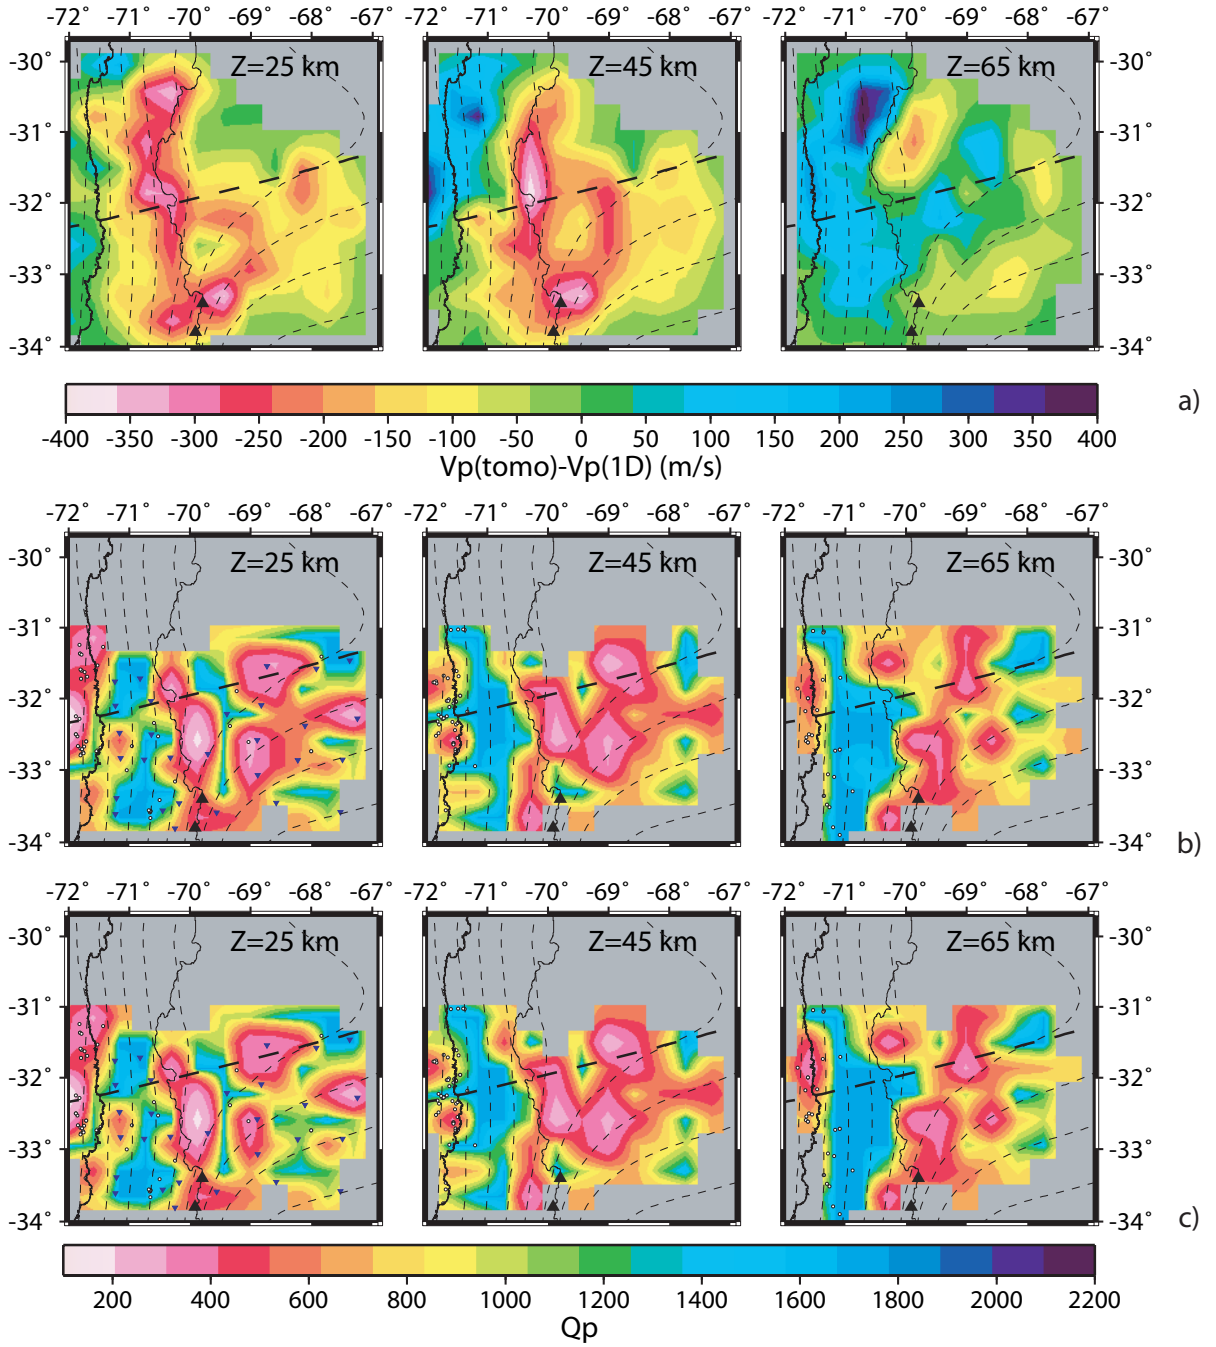 -72˚ -71˚ -70˚ -69˚ -68˚ -67˚ -72˚ -71˚ -70˚ -69˚ -68˚ -67˚ -72˚ -71˚ -70˚ -69˚ -68˚ -67˚
-30˚ Z=25 km Z=45 km Z=65 km -30˚
-31˚ -31˚
-32˚ -32˚
-33˚ -33˚
-34˚ -34˚
a)
-400 -350 -300 -250 -200 -150 -100 -50 0 50 100 150 200 250 300 350 400
Vp(tomo)-Vp(1D) (m/s)
-72˚ -71˚ -70˚ -69˚ -68˚ -67˚ -72˚ -71˚ -70˚ -69˚ -68˚ -67˚ -72˚ -71˚ -70˚ -69˚ -68˚ -67˚
-30˚ Z=25 km Z=45 km Z=65 km -30˚
-31˚ -31˚
-32˚ -32˚
-33˚ -33˚
-34˚ -34˚
b)
-72˚ -71˚ -70˚ -69˚ -68˚ -67˚ -72˚ -71˚ -70˚ -69˚ -68˚ -67˚ -72˚ -71˚ -70˚ -69˚ -68˚ -67˚
-30˚ Z=25 km Z=45 km Z=65 km -30˚
-31˚ -31˚
-32˚ -32˚
-33˚ -33˚
-34˚ -34˚
c)
200 400 600 800 1000 1200 1400 1600 1800 2000 2200
Qp